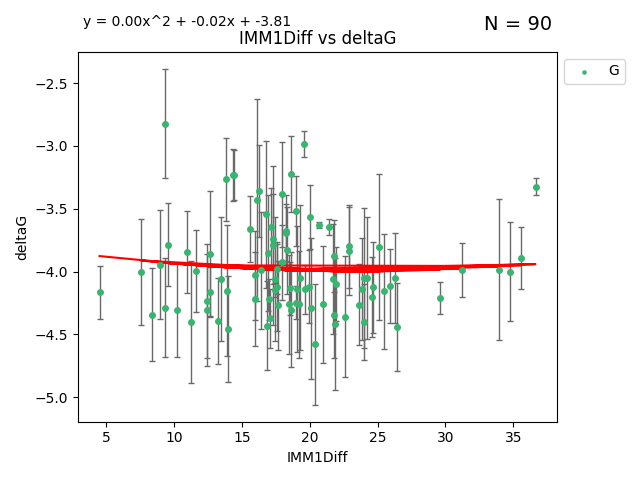 y = 0.00x^2 + -0.02x + -3.81
N = 90
IMM1Diff vs deltaG
G
−2.5
−3.0
−3.5
−4.0
−4.5
−5.0
deltaG
5 10 15 20 25 30 35
IMM1Diff